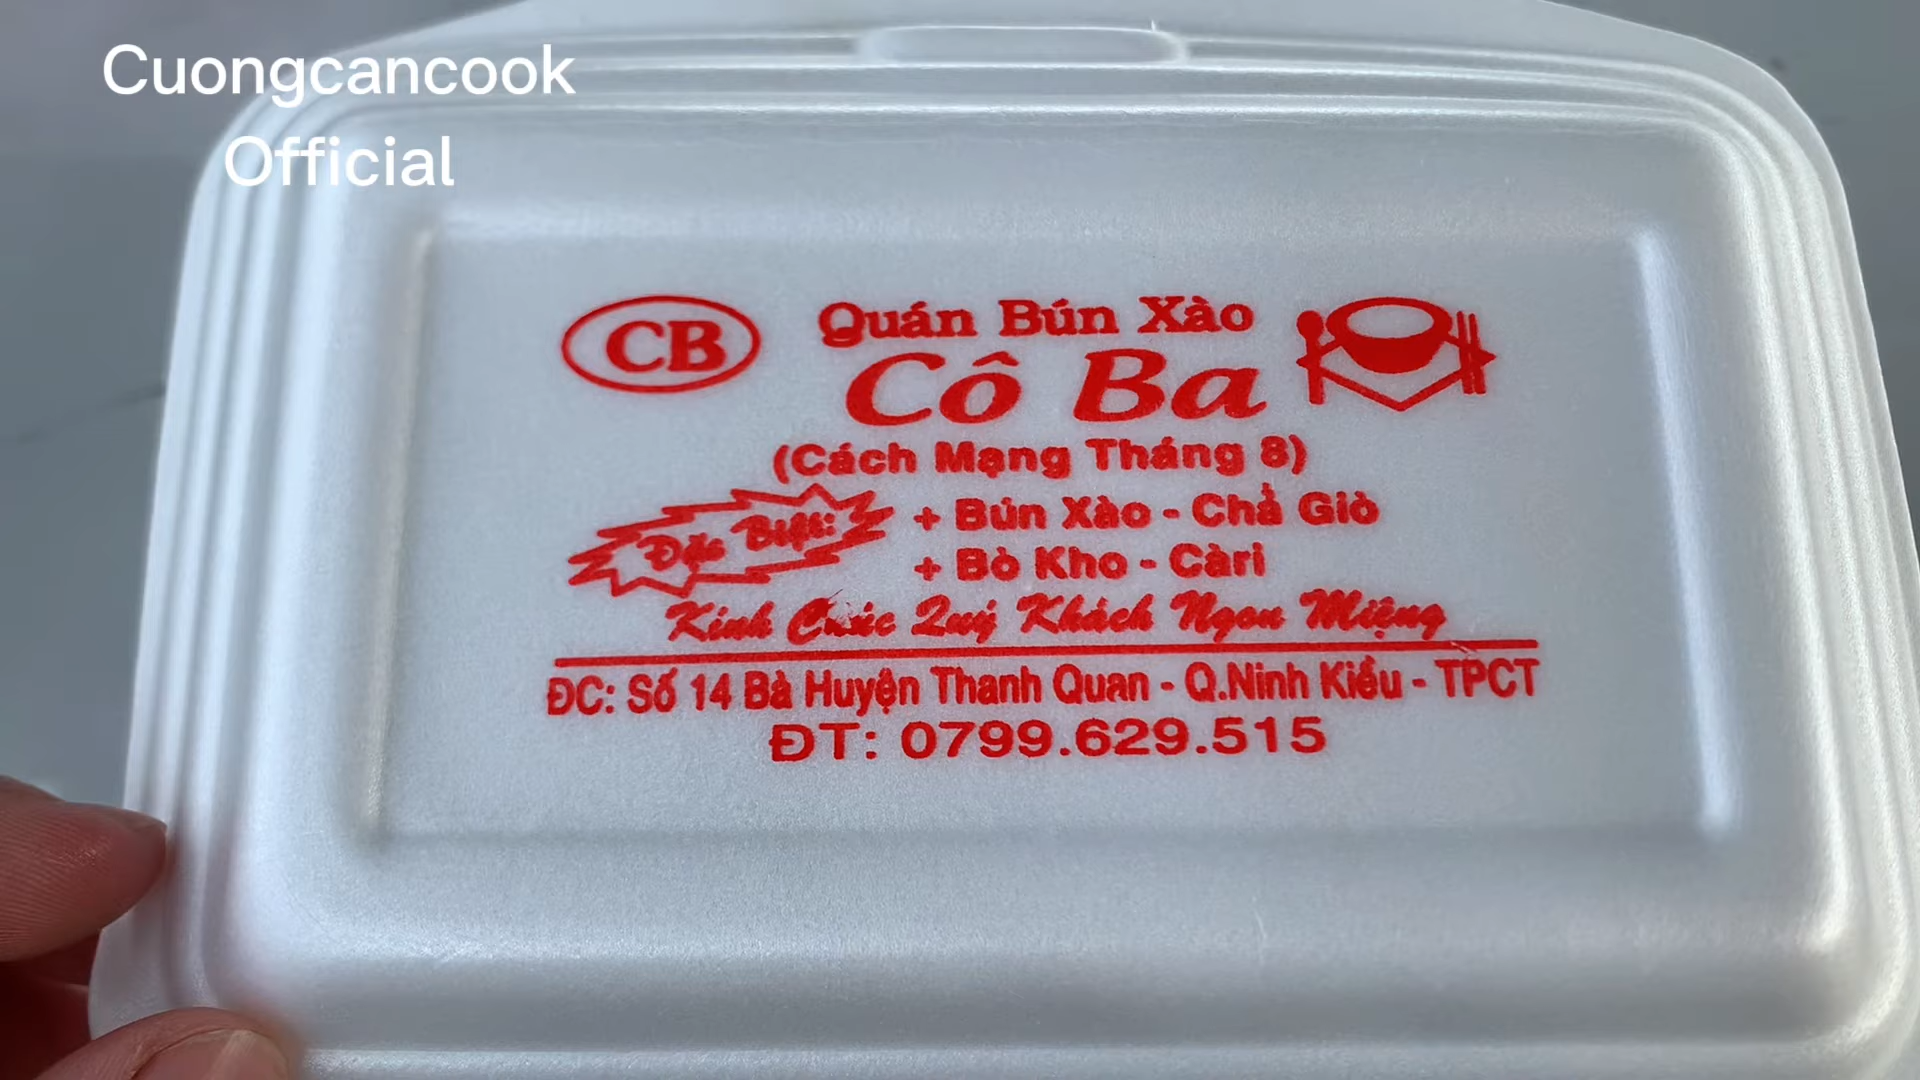 Cuongcancook
Official
CB
Quán Bún Xào
Cô Ba
(Cách Mạng Tháng 8)
Đặc Biệt:
+ Bún Xào - Chả Giò
+ Bò Kho - Càri
Kính Chúc Quý Khách Ngon Miệng
ĐC: Số 14 Bà Huyện Thanh Quan - Q.Ninh Kiều - TPCT
ĐT: 0799.629.515